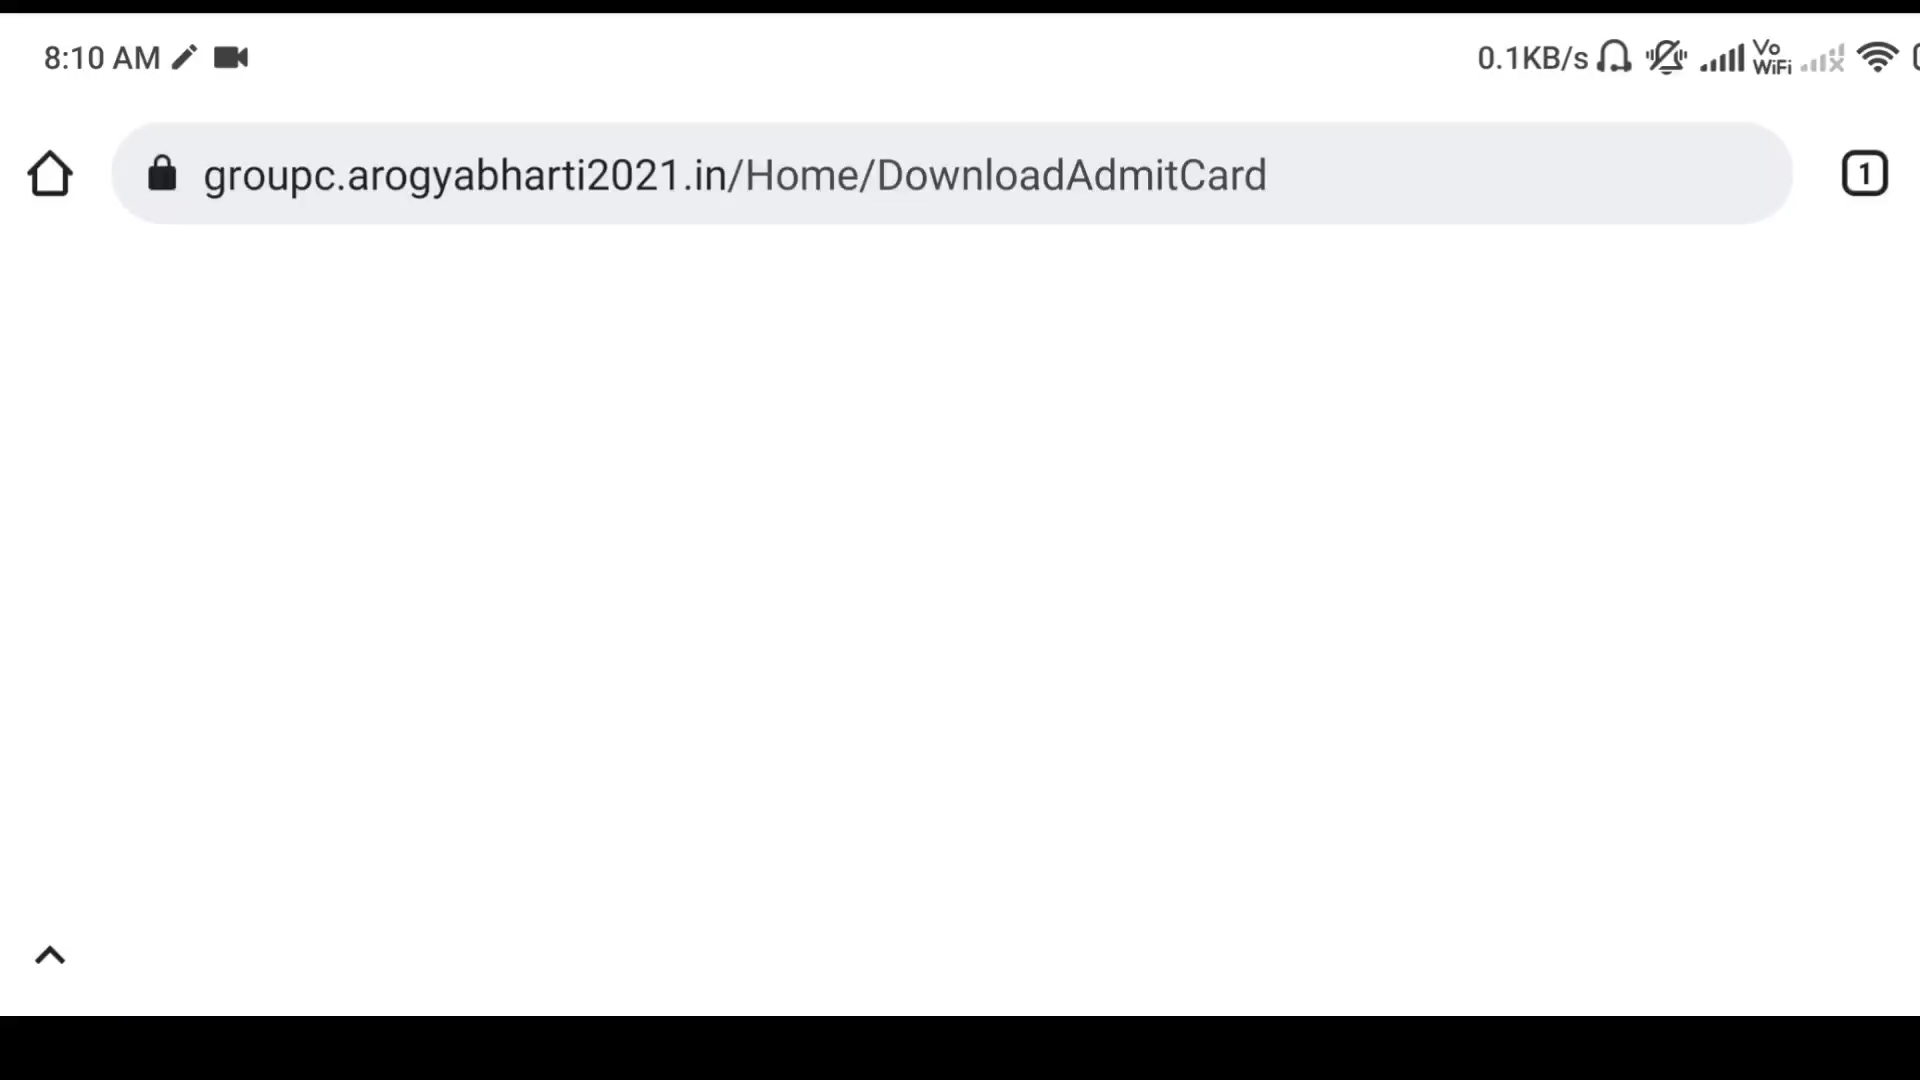 8:10 AM
0.1KB/s
Vo
WiFi
groupc.arogyabharti2021.in/Home/DownloadAdmitCard
1